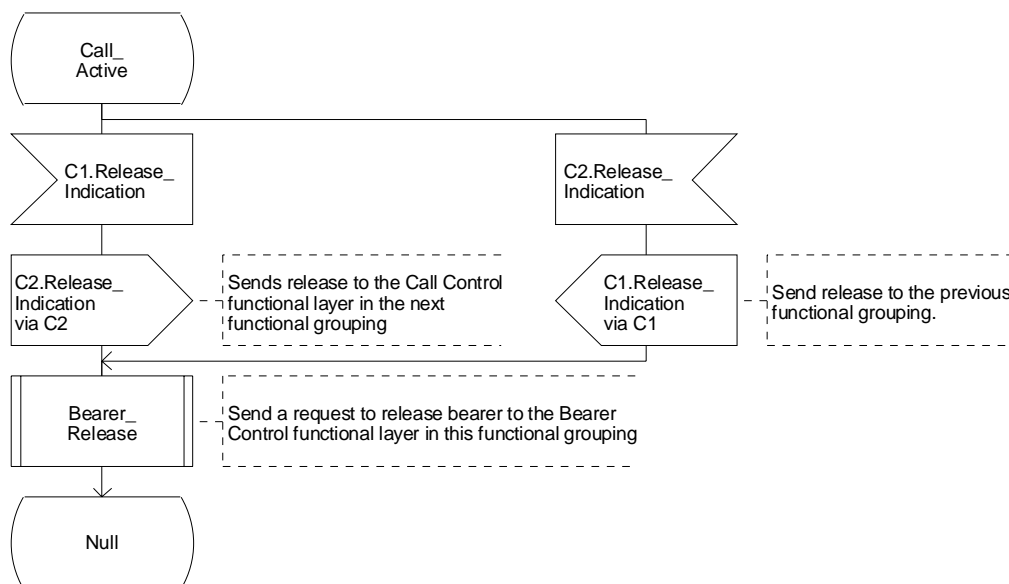 Call_
Active
C1.Release_
Indication
C2.Release_
Indication
C2.Release_
Indication
via C2
Sends release to the Call Control
functional layer in the next
functional grouping
C1.Release_
Indication
via C1
Send release to the previous
functional grouping.
Bearer_
Release
Send a request to release bearer to the Bearer
Control functional layer in this functional grouping
Null